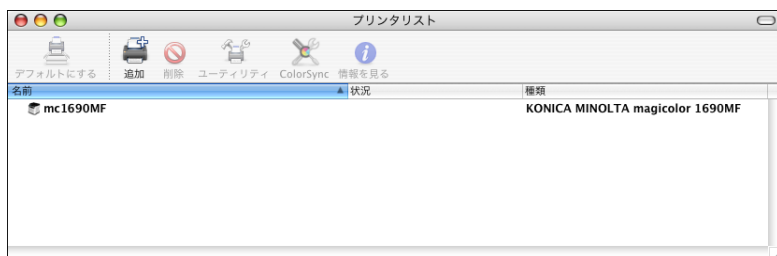 プリンタリスト
デフォルトにする 追加 削除 ユーティリティ ColorSync 情報を見る
名前 状況 種類
mc1690MF KONICA MINOLTA magicolor 1690MF